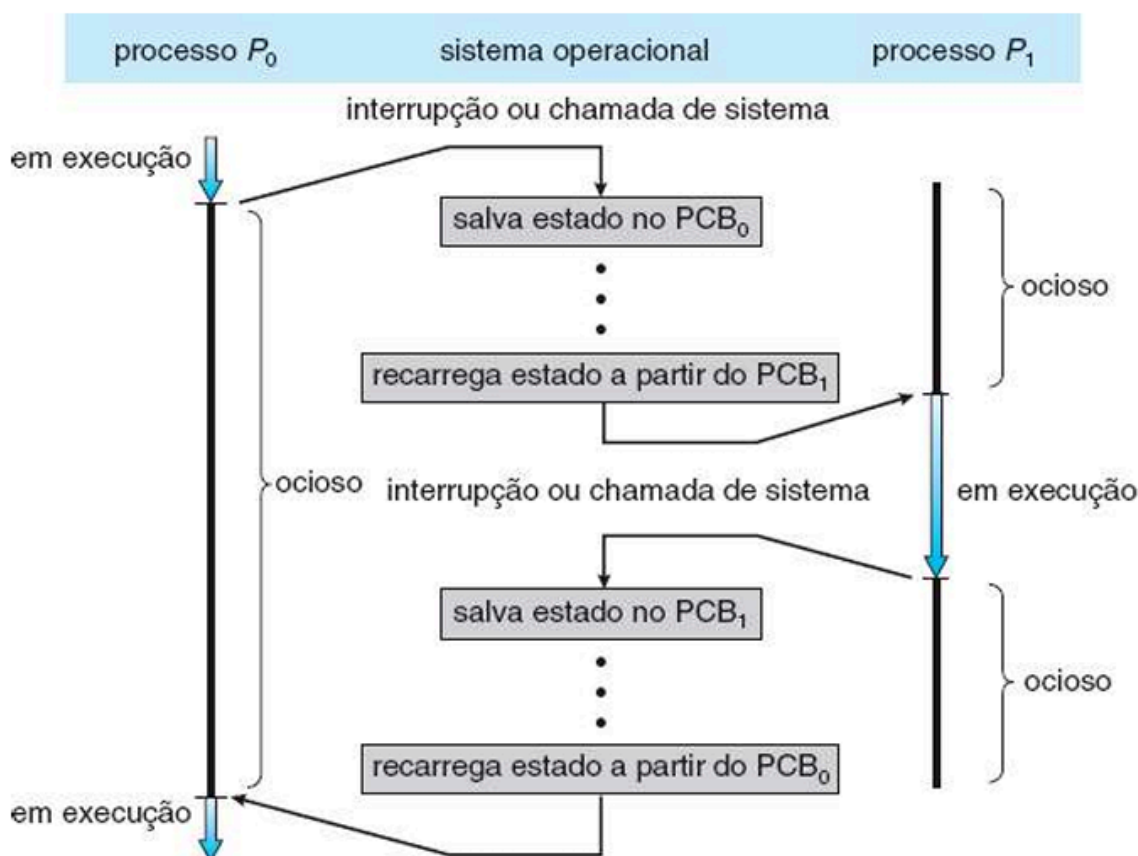 processo P₀ sistema operacional processo P₁
interrupção ou chamada de sistema
em execução
salva estado no PCB₀
ocioso
recarrega estado a partir do PCB₁
ocioso
interrupção ou chamada de sistema
em execução
salva estado no PCB₁
ocioso
recarrega estado a partir do PCB₀
em execução